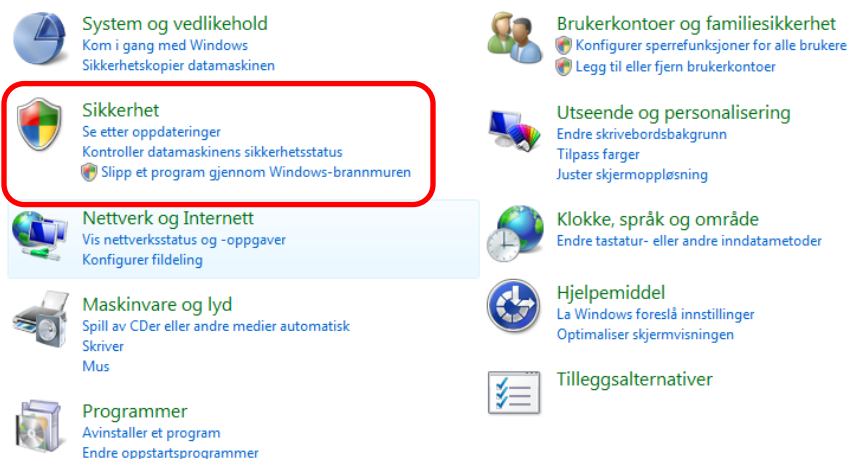 System og vedlikehold
Kom i gang med Windows
Sikkerhetskopier datamaskinen
Sikkerhet
Se etter oppdateringer
Kontroller datamaskinens sikkerhetsstatus
Slipp et program gjennom Windows-brannmuren
Nettverk og Internett
Vis nettverksstatus og -oppgaver
Konfigurer fildeling
Maskinvare og lyd
Spill av CDer eller andre medier automatisk
Skriver
Mus
Programmer
Avinstaller et program
Endre oppstartsprogrammer
Brukerkontoer og familiesikkerhet
Konfigurer sperrefunksjoner for alle brukere
Legg til eller fjern brukerkontoer
Utseende og personalisering
Endre skrivebordsbakgrunn
Tilpass farger
Juster skjermoppløsning
Klokke, språk og område
Endre tastatur- eller andre inndatametoder
Hjelpemiddel
La Windows foreslå innstillinger
Optimaliser skjermvisningen
Tilleggsalternativer